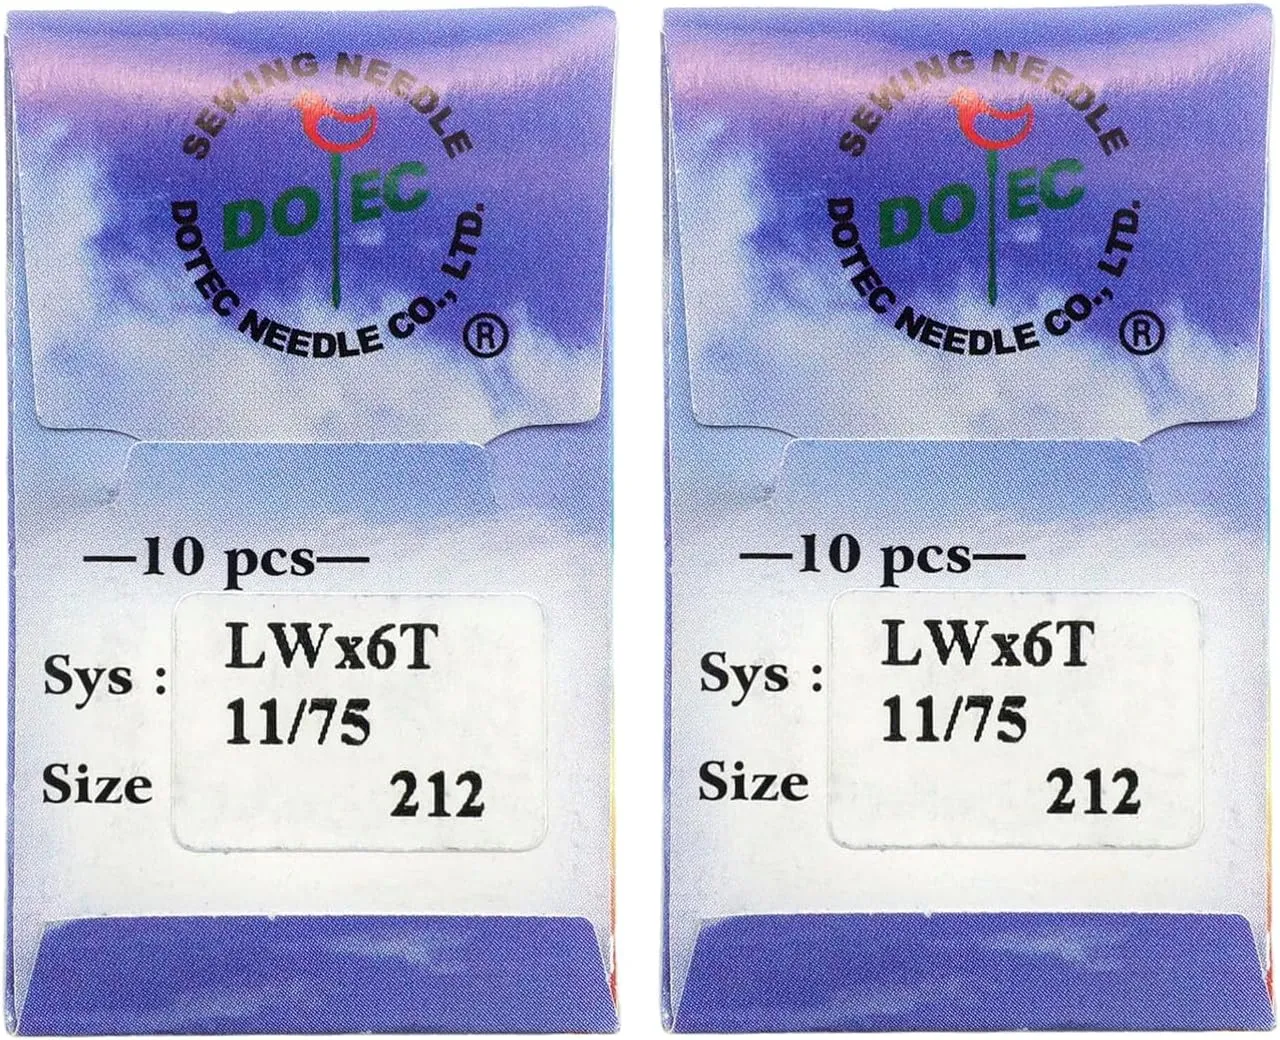 SEWING NEEDLE
DOTEC
DOTEC NEEDLE CO., LTD.
®
—10 pcs—
Sys : LWx6T
11/75
Size 212
SEWING NEEDLE
DOTEC
DOTEC NEEDLE CO., LTD.
®
—10 pcs—
Sys : LWx6T
11/75
Size 212